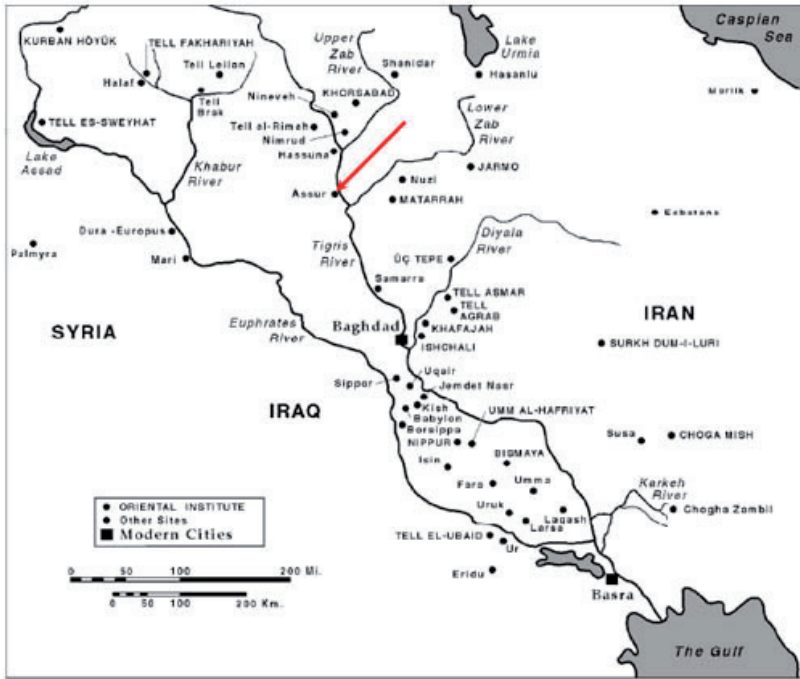 Caspian
Sea
KURBAN HÖYÜK
TELL FAKHARIYAH
Tell Leilan
Halaf
Tell
Brak
TELL ES-SWEYHAT
Lake
Assad
Khabur
River
Upper
Zab
River
Shanidar
Lake
Urmia
Hasanlu
KHORSABAD
Nineveh
Tell al-Rimah
Nimrud
Hassuna
Lower
Zab
River
Marlik
JARMO
Nuzi
MATARRAH
Assur
Ecbatana
Dura-Europus
Mari
Palmyra
Tigris
River
Diyala
River
ÜÇ TEPE
Samarra
TELL ASMAR
TELL
AGRAB
KHAFAJAH
ISHCHALI
Baghdad
Euphrates
River
SYRIA
IRAQ
IRAN
SURKH DUM-I-LURI
Sippar
Uqair
Jemdet Nasr
Kish
Babylon
Borsippa
UMM AL-HAFRIYAT
NIPPUR
Isin
BISMAYA
Fara
Umma
Uruk
Larsa
Lagash
Susa
CHOGA MISH
Karkeh
River
Chogha Zambil
TELL EL-UBAID
Ur
Eridu
Basra
The Gulf
ORIENTAL INSTITUTE
Other Sites
Modern Cities
0 50 100 200 Mi.
0 50 100 200 Km.